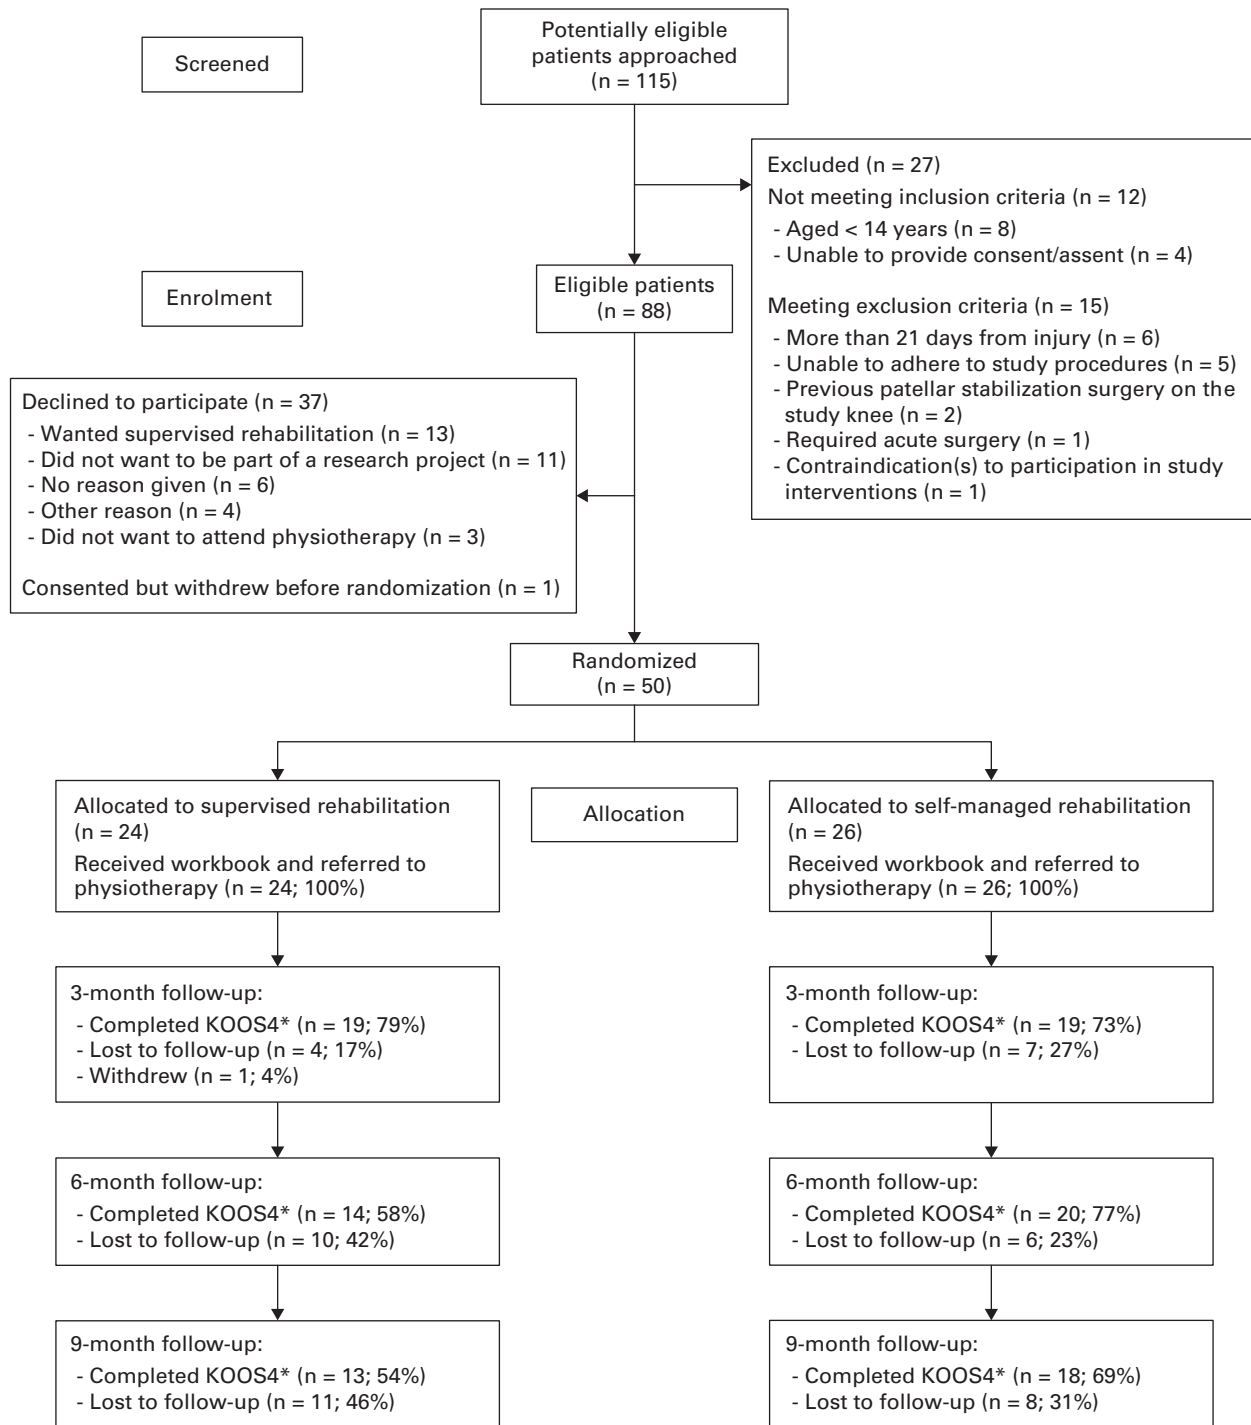 Screened
Potentially eligible
patients approached
(n = 115)
Excluded (n = 27)
Not meeting inclusion criteria (n = 12)
- Aged < 14 years (n = 8)
- Unable to provide consent/assent (n = 4)
Meeting exclusion criteria (n = 15)
- More than 21 days from injury (n = 6)
- Unable to adhere to study procedures (n = 5)
- Previous patellar stabilization surgery on the
study knee (n = 2)
- Required acute surgery (n = 1)
- Contraindication(s) to participation in study
interventions (n = 1)
Enrolment
Eligible patients
(n = 88)
Declined to participate (n = 37)
- Wanted supervised rehabilitation (n = 13)
- Did not want to be part of a research project (n = 11)
- No reason given (n = 6)
- Other reason (n = 4)
- Did not want to attend physiotherapy (n = 3)
Consented but withdrew before randomization (n = 1)
Randomized
(n = 50)
Allocated to supervised rehabilitation
(n = 24)
Received workbook and referred to
physiotherapy (n = 24; 100%)
Allocation
Allocated to self-managed rehabilitation
(n = 26)
Received workbook and referred to
physiotherapy (n = 26; 100%)
3-month follow-up:
- Completed KOOS4* (n = 19; 79%)
- Lost to follow-up (n = 4; 17%)
- Withdrew (n = 1; 4%)
3-month follow-up:
- Completed KOOS4* (n = 19; 73%)
- Lost to follow-up (n = 7; 27%)
6-month follow-up:
- Completed KOOS4* (n = 14; 58%)
- Lost to follow-up (n = 10; 42%)
6-month follow-up:
- Completed KOOS4* (n = 20; 77%)
- Lost to follow-up (n = 6; 23%)
9-month follow-up:
- Completed KOOS4* (n = 13; 54%)
- Lost to follow-up (n = 11; 46%)
9-month follow-up:
- Completed KOOS4* (n = 18; 69%)
- Lost to follow-up (n = 8; 31%)